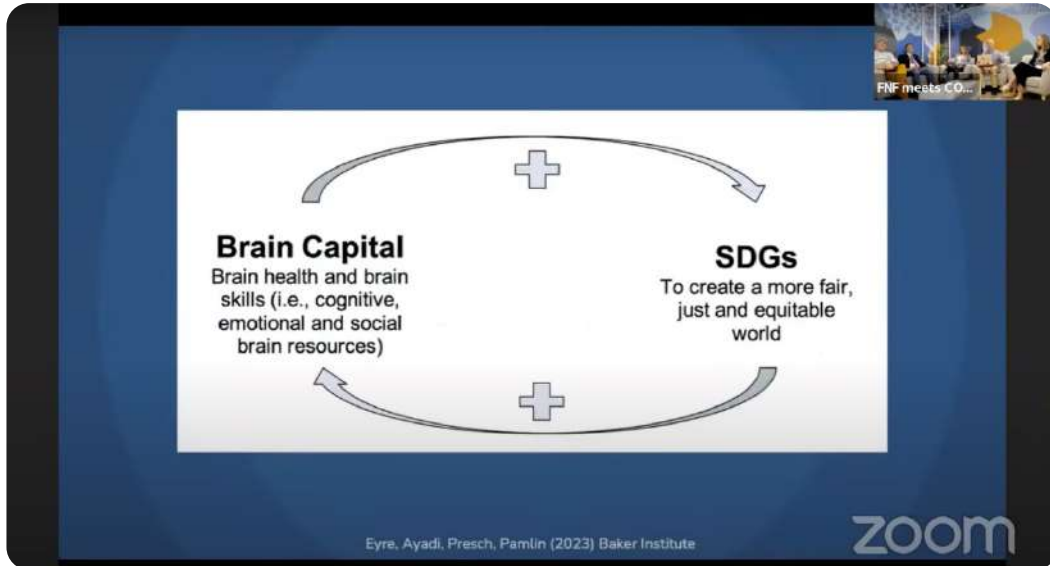 FNF meets CO...
Brain Capital
Brain health and brain
skills (i.e., cognitive,
emotional and social
brain resources)
SDGs
To create a more fair,
just and equitable
world
Eyre, Ayadi, Presch, Pamlin (2023) Baker Institute
zoom